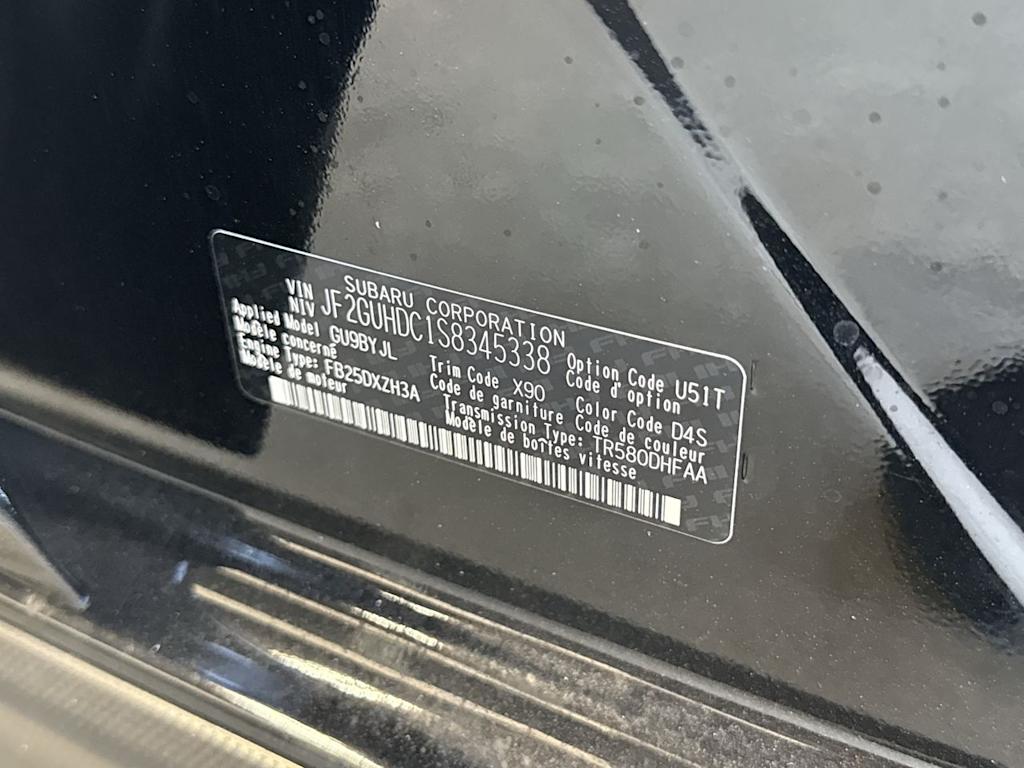 SUBARU CORPORATION
VIN
NIV JF2GUHDC1S8345338
Applied Model GU9BYJL
Modèle concerné
Trim Code X90
Code de garniture
Option Code U51T
Code d'option
Color Code D4S
Code de couleur
Engine Type: FB25DXZH3A
Modèle de moteur
Transmission Type: TR580DHFAA
Modèle de boîtes vitesse